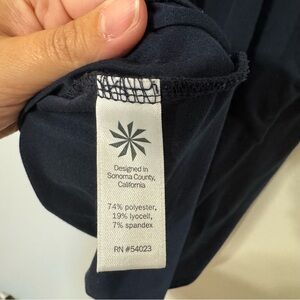 Designed in
Sonoma County,
California
74% polyester,
19% lyocell,
7% spandex
RN #54023